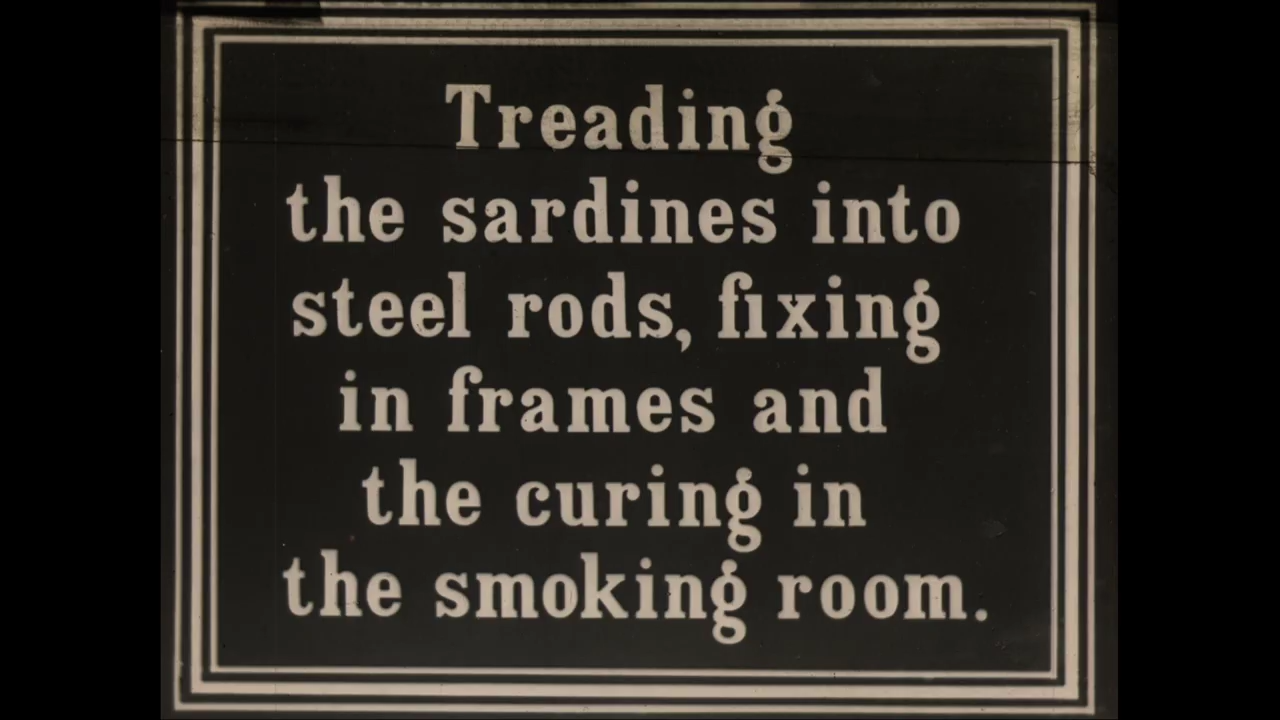 Treading
the sardines into
steel rods, fixing
in frames and
the curing in
the smoking room.